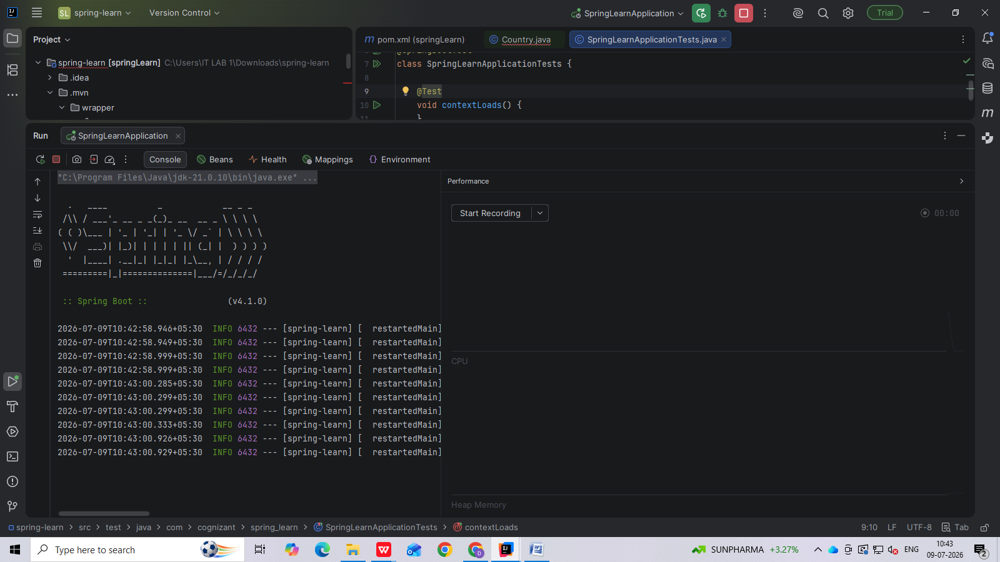 SL spring-learn Version Control SpringLearnApplication Trial
Project
spring-learn [springLearn] C:\Users\IT LAB 1\Downloads\spring-learn
.idea
.mvn
wrapper
pom.xml (springLearn) Country.java SpringLearnApplicationTests.java
7 class SpringLearnApplicationTests {
8
9 @Test
10 void contextLoads() {
11 }
Run SpringLearnApplication
Console Beans Health Mappings Environment
"C:\Program Files\Java\jdk-21.0.10\bin\java.exe" ...
  .   ____          _            __ _ _
 /\\ / ___'_ __ _ _(_)_ __  __ _ \ \ \ \
( ( )\___ | '_ | '_| | '_ \/ _` | \ \ \ \
 \\/  ___)| |_)| | | | | || (_| |  ) ) ) )
  '  |____| .__|_| |_|_| |_\__, | / / / /
 =========|_|==============|___/=/_/_/_/
:: Spring Boot :: (v4.1.0)
2026-07-09T10:42:58.946+05:30 INFO 6432 --- [spring-learn] [ restartedMain]
2026-07-09T10:42:58.949+05:30 INFO 6432 --- [spring-learn] [ restartedMain]
2026-07-09T10:42:58.999+05:30 INFO 6432 --- [spring-learn] [ restartedMain]
2026-07-09T10:42:58.999+05:30 INFO 6432 --- [spring-learn] [ restartedMain]
2026-07-09T10:43:00.285+05:30 INFO 6432 --- [spring-learn] [ restartedMain]
2026-07-09T10:43:00.299+05:30 INFO 6432 --- [spring-learn] [ restartedMain]
2026-07-09T10:43:00.299+05:30 INFO 6432 --- [spring-learn] [ restartedMain]
2026-07-09T10:43:00.333+05:30 INFO 6432 --- [spring-learn] [ restartedMain]
2026-07-09T10:43:00.926+05:30 INFO 6432 --- [spring-learn] [ restartedMain]
2026-07-09T10:43:00.929+05:30 INFO 6432 --- [spring-learn] [ restartedMain]
Performance
Start Recording 00:00
CPU
Heap Memory
spring-learn > src > test > java > com > cognizant > spring_learn > SpringLearnApplicationTests > contextLoads 9:10 LF UTF-8 Tab
Type here to search SUNPHARMA +3.27% ENG
10:43
09-07-2026
2